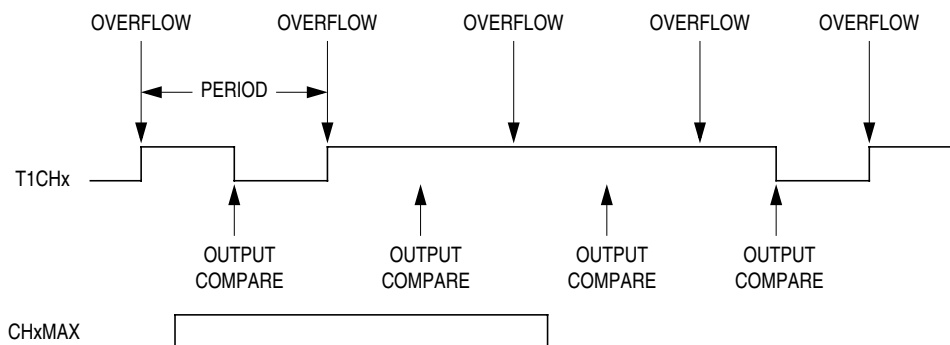 OVERFLOW OVERFLOW OVERFLOW OVERFLOW OVERFLOW
PERIOD
T1CHx
OUTPUT COMPARE
OUTPUT COMPARE
OUTPUT COMPARE
OUTPUT COMPARE
CHxMAX